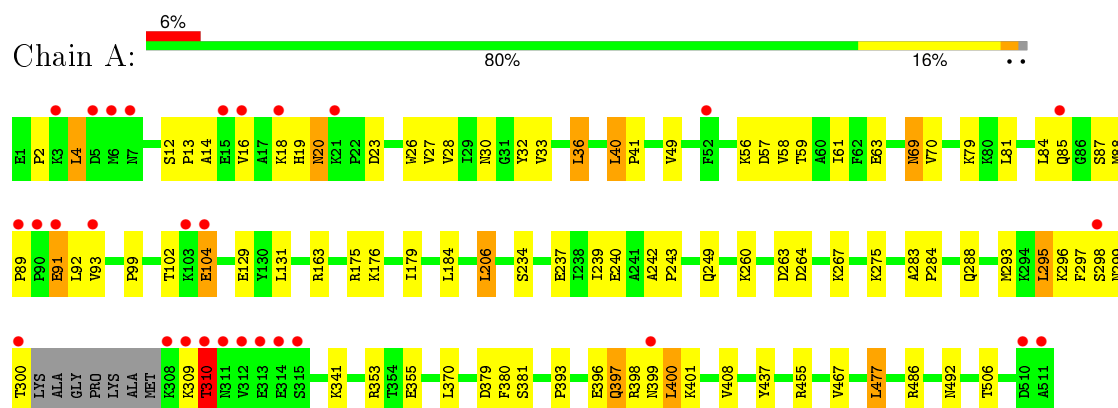 6%
Chain A:
80% 16% • •
E1 P2 K3 L4 D5 M6 N7 S12 P13 A14 E15 V16 A17 K18 H19 N20 K21 P22 D23 W26 V27 V28 I29 N30 G31 Y32 V33 L36 L40 P41 V49 F52 K56 D57 V58 T59 A60 I61 F62 E63 N69 V70 K79 K80 L81 L84 Q85 G86 S87 M88
P89 P90 E91 L92 V93 P99 T102 K103 E104 E129 Y130 L131 R163 R175 K176 I179 L184 L206 S234 E237 I238 I239 E240 A241 A242 P243 Q249 K260 D263 D264 K267 K275 A283 P284 Q288 M293 K294 L295 K296 F297 S298 N299
T300 LYS ALA GLY PRO LYS ALA MET K308 K309 T310 N311 V312 E313 E314 S315 K341 R353 T354 E355 L370 D379 F380 S381 P393 E396 Q397 R398 N399 L400 K401 V408 Y437 R455 V467 L477 R486 N492 T506 D510 A511